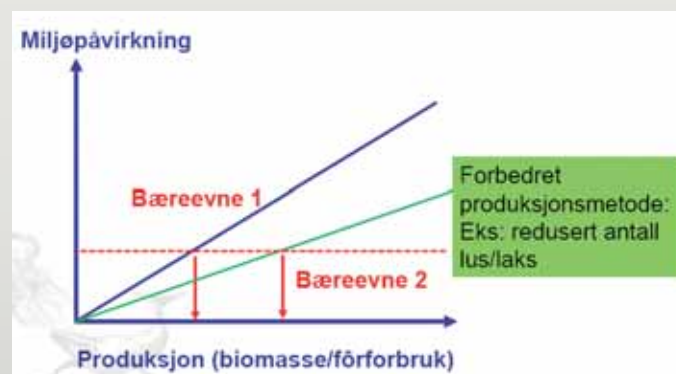 Miljøpåvirkning
Bæreevne 1
Forbedret
produksjonsmetode:
Eks: redusert antall
lus/laks
Bæreevne 2
Produksjon (biomasse/fôrforbruk)